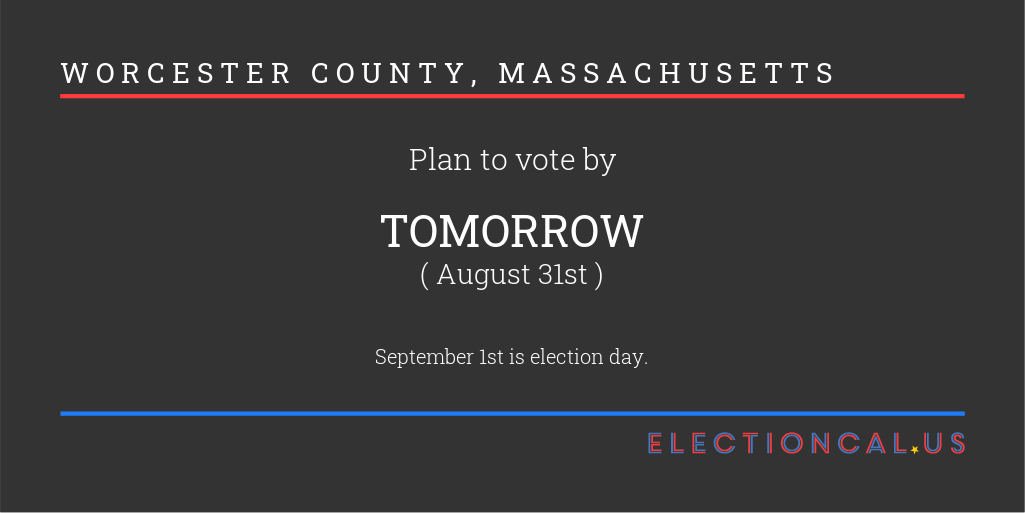 WORCESTER COUNTY, MASSACHUSETTS
Plan to vote by
TOMORROW
( August 31st )
September 1st is election day.
ELECTIONCAL.US